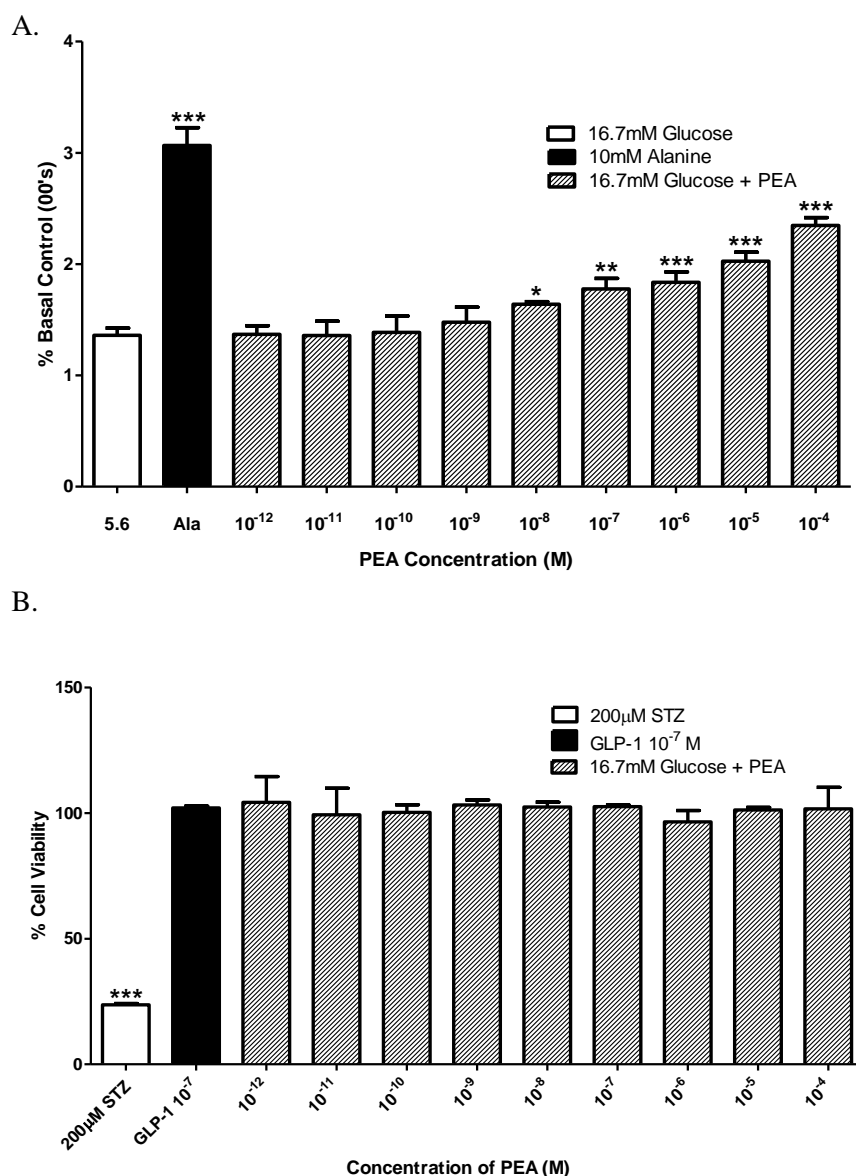 A.
4
3
2
1
0
% Basal Control (00's)
***
*
**
***
***
***
16.7mM Glucose
10mM Alanine
16.7mM Glucose + PEA
5.6 Ala 10⁻¹² 10⁻¹¹ 10⁻¹⁰ 10⁻⁹ 10⁻⁸ 10⁻⁷ 10⁻⁶ 10⁻⁵ 10⁻⁴
PEA Concentration (M)
B.
150
100
50
0
% Cell Viability
***
200µM STZ
GLP-1 10⁻⁷ M
16.7mM Glucose + PEA
200µM STZ GLP-1 10⁻⁷ 10⁻¹² 10⁻¹¹ 10⁻¹⁰ 10⁻⁹ 10⁻⁸ 10⁻⁷ 10⁻⁶ 10⁻⁵ 10⁻⁴
Concentration of PEA (M)